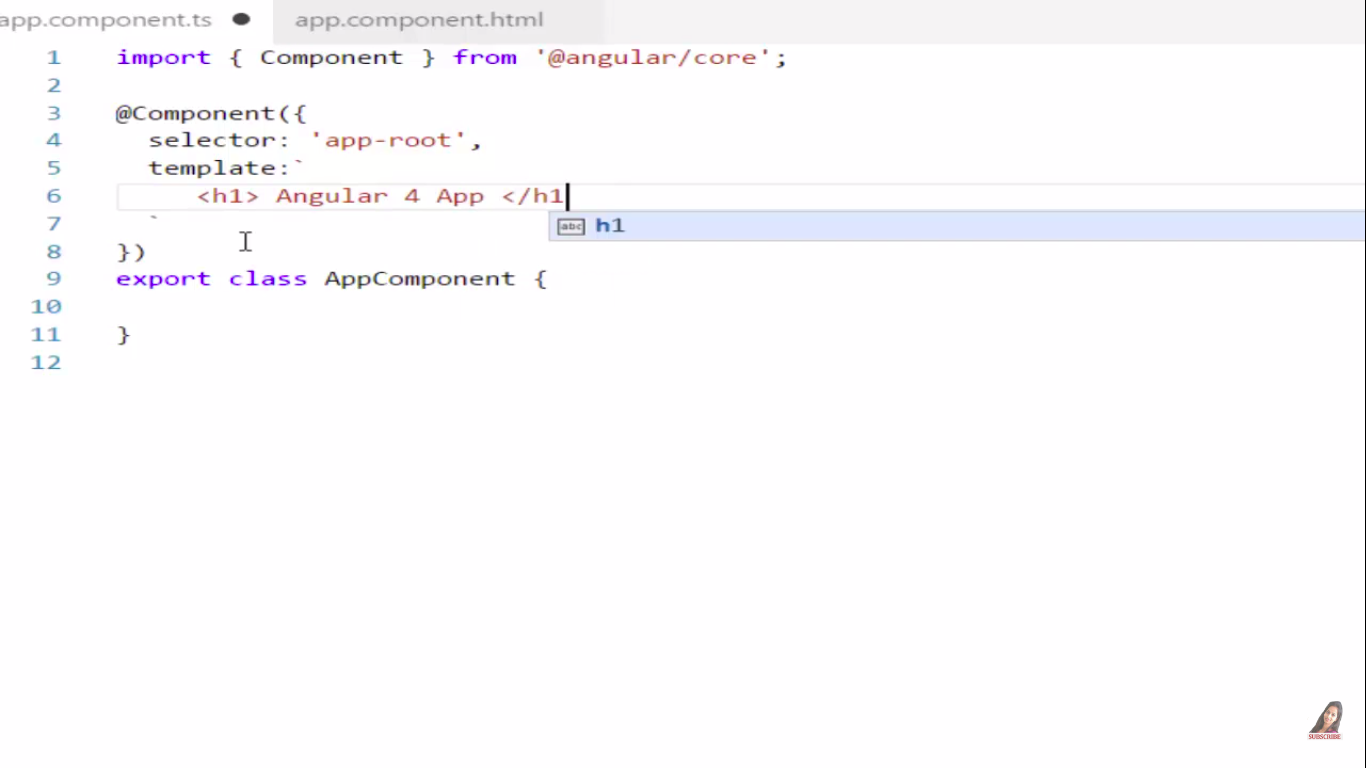 app.component.ts ● app.component.html
1 import { Component } from '@angular/core';
2
3 @Component({
4   selector: 'app-root',
5   template:`
6      <h1> Angular 4 App </h1
abc h1
7   `
8 })
9 export class AppComponent {
10
11 }
12
SUBSCRIBE